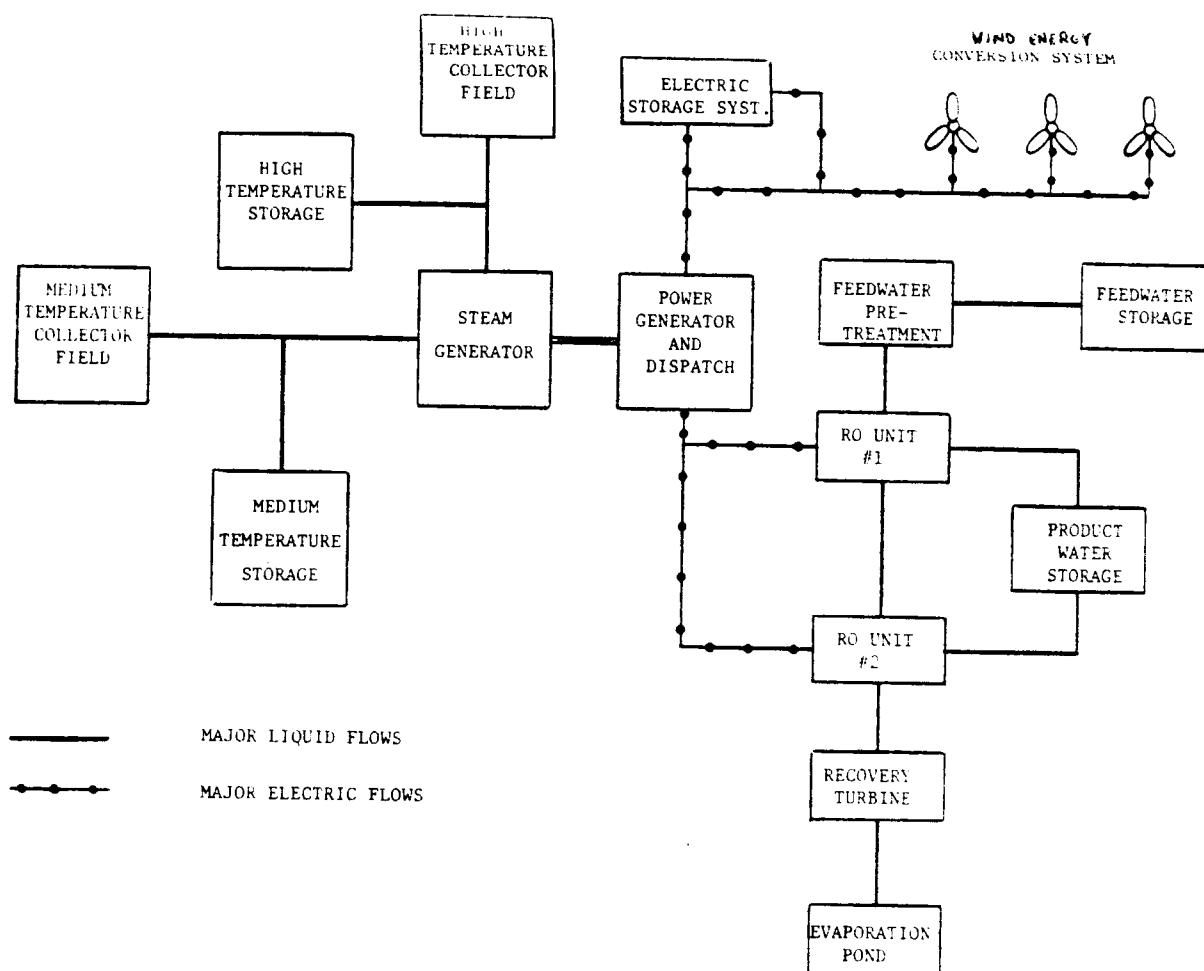 HIGH
TEMPERATURE
COLLECTOR
FIELD
WIND ENERGY
CONVERSION SYSTEM
ELECTRIC
STORAGE SYST.
HIGH
TEMPERATURE
STORAGE
MEDIUM
TEMPERATURE
COLLECTOR
FIELD
STEAM
GENERATOR
POWER
GENERATOR
AND
DISPATCH
FEEDWATER
PRE-
TREATMENT
FEEDWATER
STORAGE
RO UNIT
#1
MEDIUM
TEMPERATURE
STORAGE
PRODUCT
WATER
STORAGE
RO UNIT
#2
MAJOR LIQUID FLOWS
MAJOR ELECTRIC FLOWS
RECOVERY
TURBINE
EVAPORATION
POND